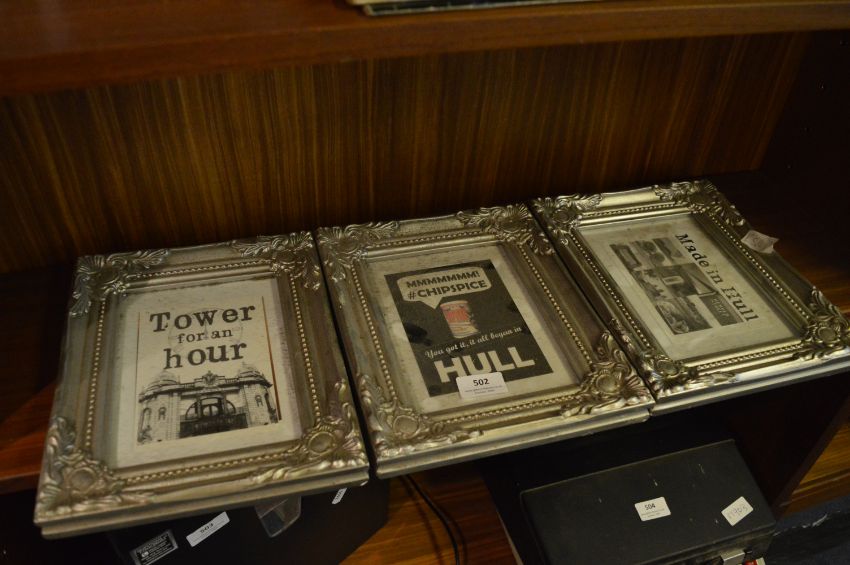 Tower
for an
hour
MMMMMMM!
#CHIPSPICE
You got it, it all began in
HULL
502
Made in Hull
503
504